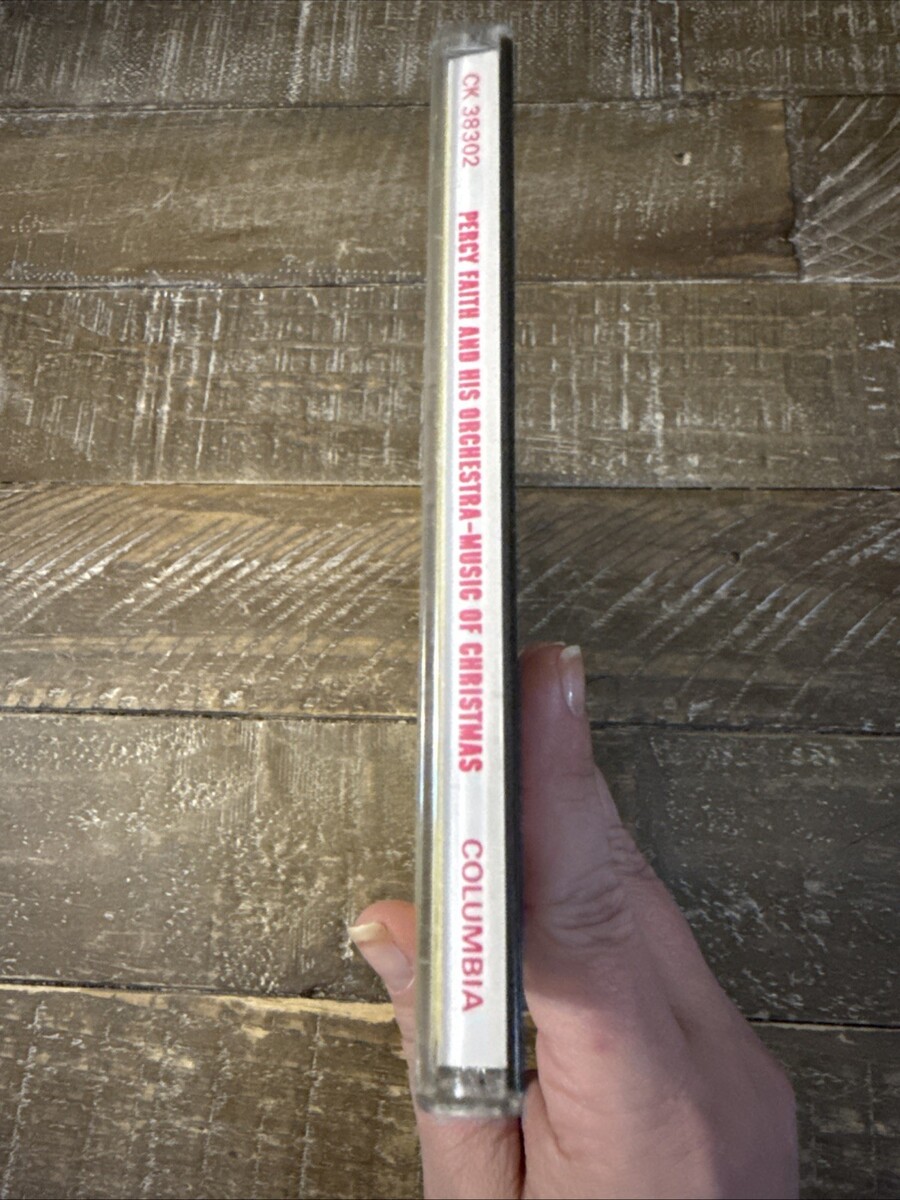 CK 38302 PERCY FAITH AND HIS ORCHESTRA-MUSIC OF CHRISTMAS COLUMBIA